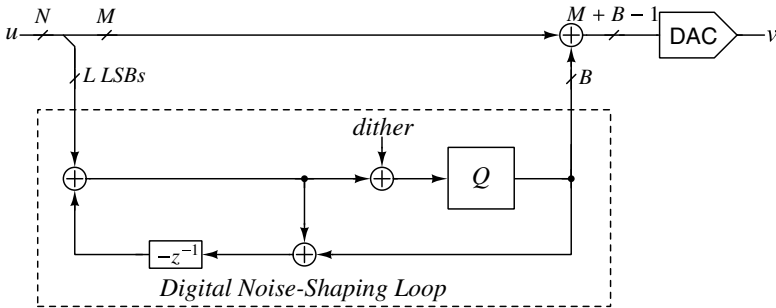 u
N
M
M + B − 1
DAC
v
L LSBs
B
dither
Q
−z⁻¹
Digital Noise-Shaping Loop